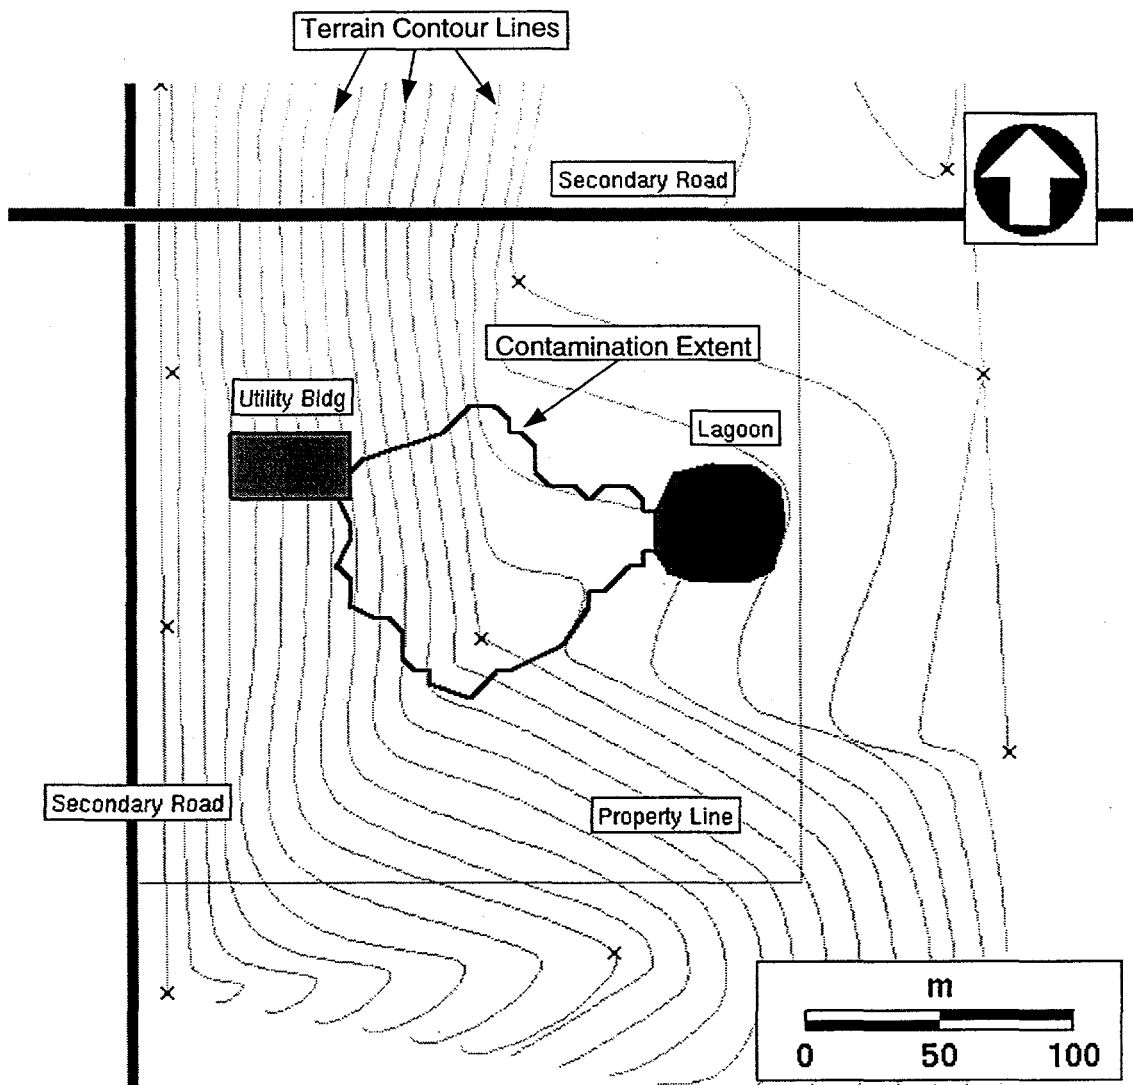 Terrain Contour Lines
Secondary Road
Contamination Extent
Utility Bldg
Lagoon
Secondary Road
Property Line
m
0 50 100